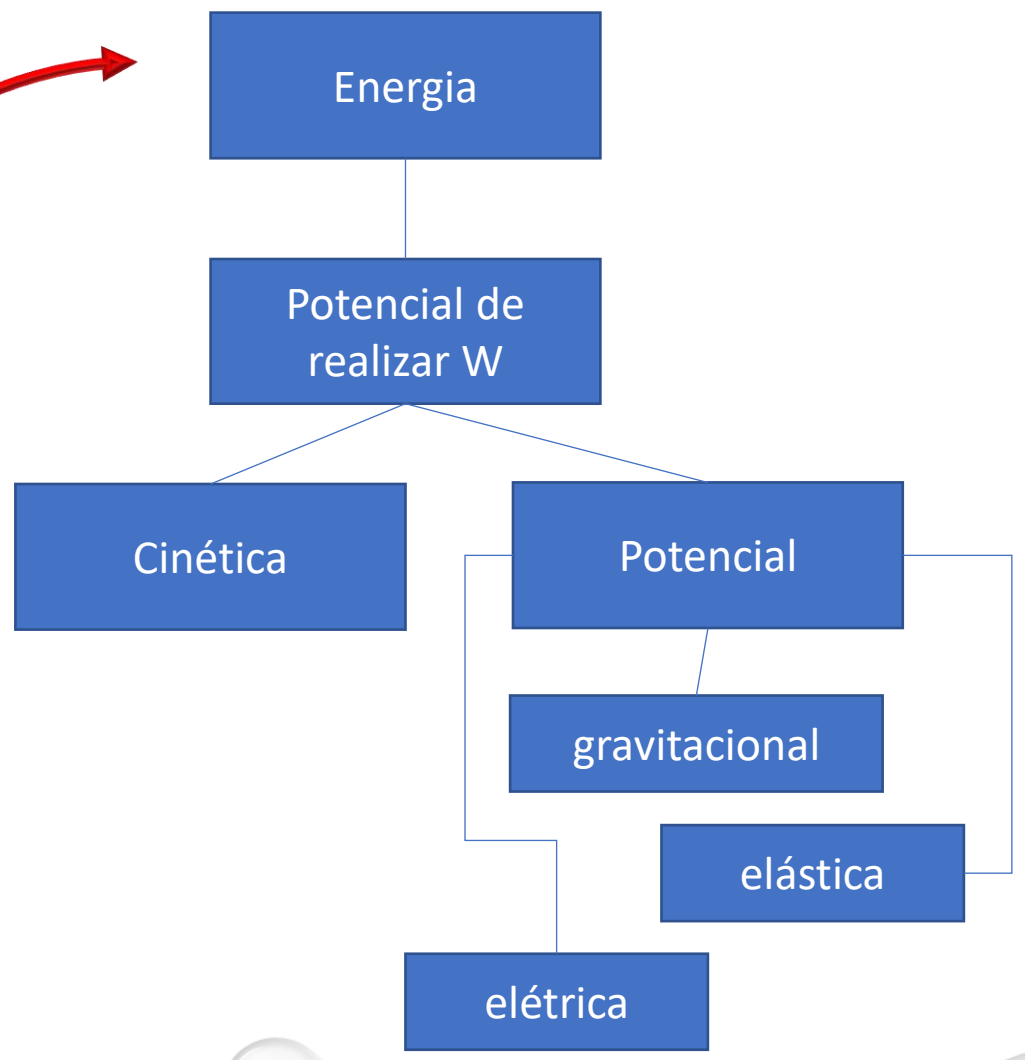 Energia
Potencial de
realizar W
Cinética
Potencial
gravitacional
elástica
elétrica